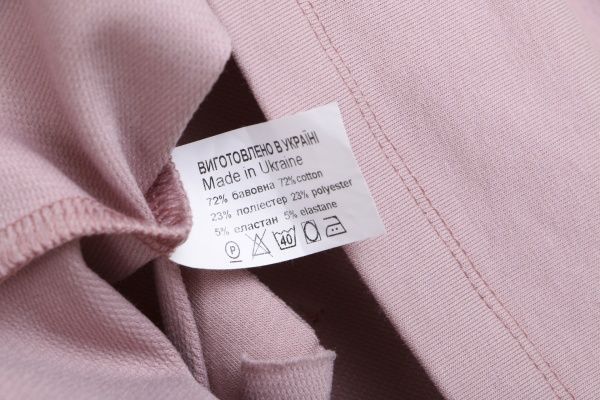 ВИГОТОВЛЕНО В УКРАЇНІ
Made in Ukraine
72% бавовна 72%cotton
23% поліестер 23% polyester
5% еластан 5% elastane
P 40